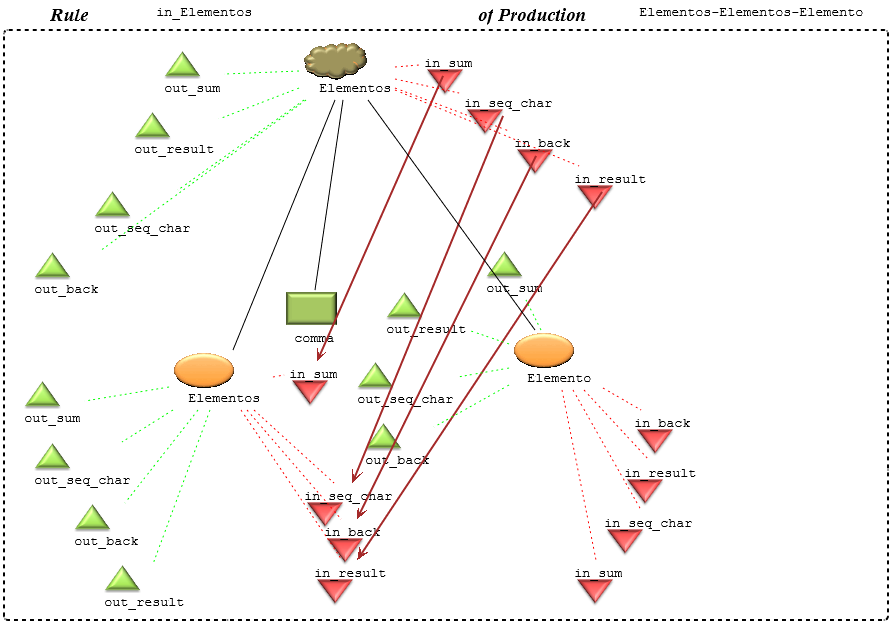 Rule in_Elementos of Production Elementos-Elementos-Elemento
out_sum
Elementos
in_sum
in_seq_char
out_result
in_back
in_result
out_seq_char
out_back
out_sum
out_result
comma
Elementos
in_sum
Elemento
out_seq_char
out_sum
in_back
out_back
out_seq_char
in_result
in_seq_char
in_seq_char
in_back
out_back
in_result
in_sum
out_result